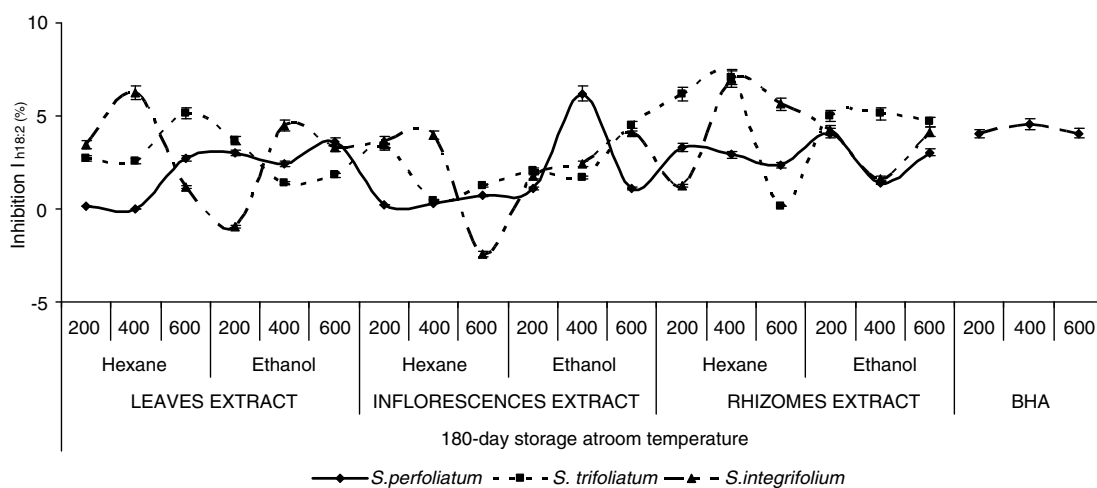 10
5
0
-5
Inhibition I h18:2 (%)
200 400 600 200 400 600 200 400 600 200 400 600 200 400 600 200 400 600 200 400 600
Hexane Ethanol Hexane Ethanol Hexane Ethanol
LEAVES EXTRACT INFLORESCENCES EXTRACT RHIZOMES EXTRACT BHA
180-day storage atroom temperature
S.perfoliatum S. trifoliatum S.integrifolium